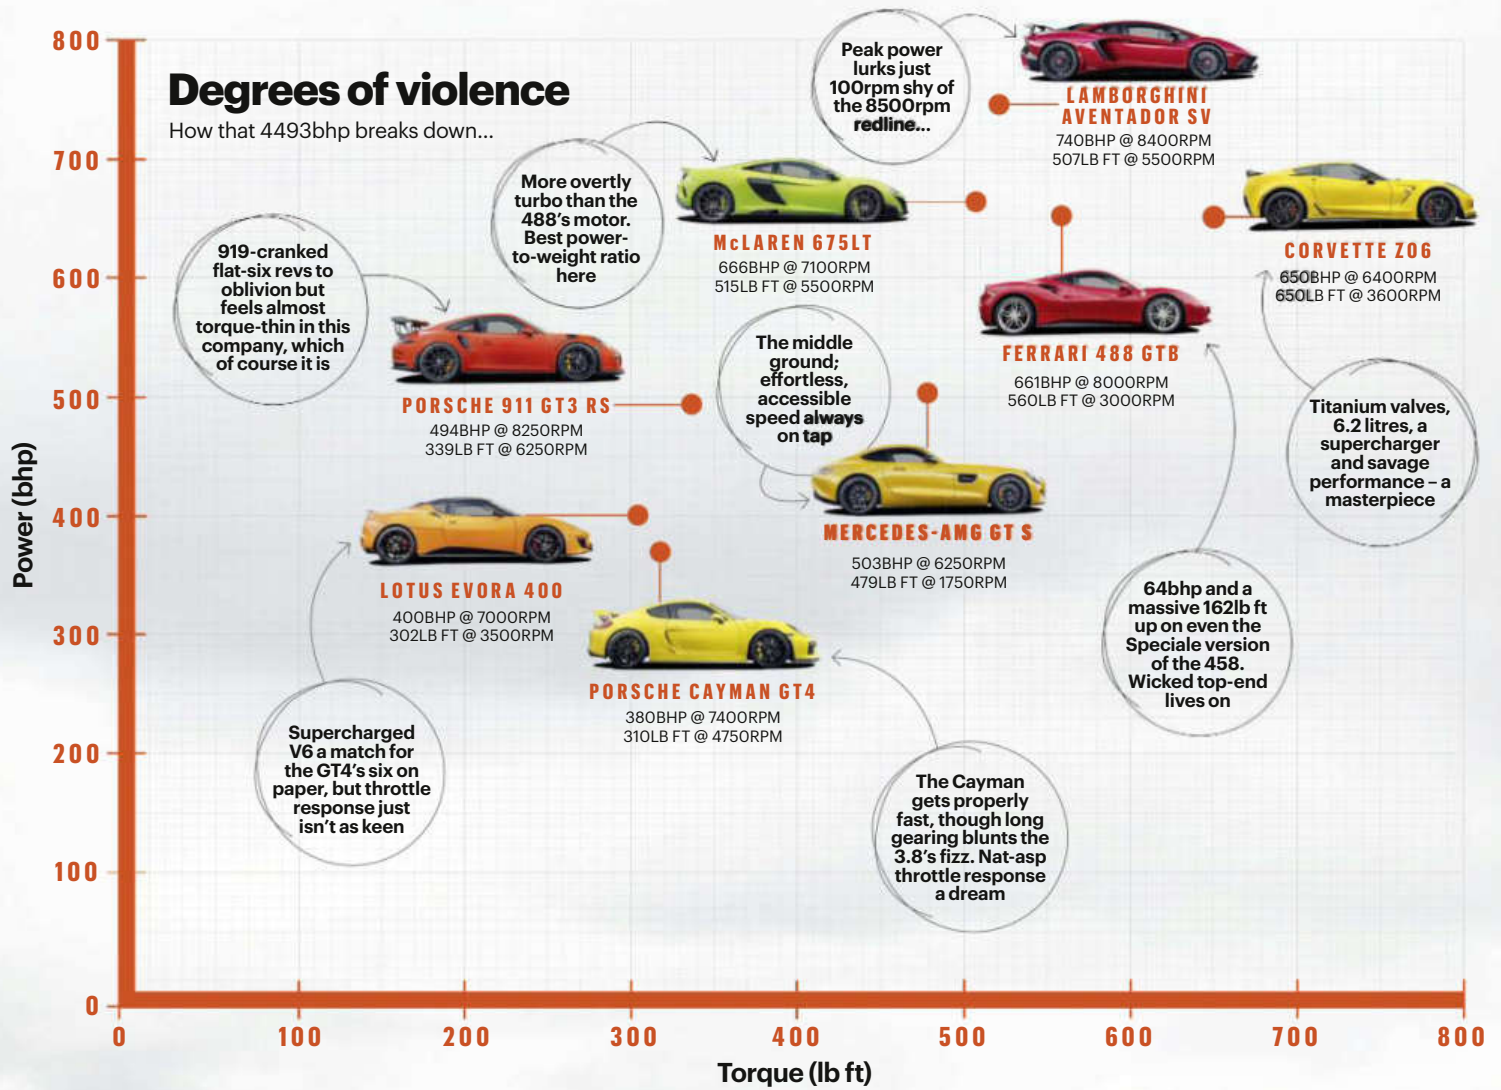 Degrees of violence
How that 4493bhp breaks down...
Power (bhp)
800
700
600
500
400
300
200
100
0
0
100
200
300
400
500
600
700
800
Torque (lb ft)
Peak power
lurks just
100rpm shy of
the 8500rpm
redline...
LAMBORGHINI
AVENTADOR SV
740BHP @ 8400RPM
507LB FT @ 5500RPM
More overtly
turbo than the
488's motor.
Best power-
to-weight ratio
here
McLAREN 675LT
666BHP @ 7100RPM
515LB FT @ 5500RPM
CORVETTE Z06
650BHP @ 6400RPM
650LB FT @ 3600RPM
919-cranked
flat-six revs to
oblivion but
feels almost
torque-thin in this
company, which
of course it is
PORSCHE 911 GT3 RS
494BHP @ 8250RPM
339LB FT @ 6250RPM
The middle
ground;
effortless,
accessible
speed always
on tap
FERRARI 488 GTB
661BHP @ 8000RPM
560LB FT @ 3000RPM
Titanium valves,
6.2 litres, a
supercharger
and savage
performance – a
masterpiece
MERCEDES-AMG GT S
503BHP @ 6250RPM
479LB FT @ 1750RPM
LOTUS EVORA 400
400BHP @ 7000RPM
302LB FT @ 3500RPM
64bhp and a
massive 162lb ft
up on even the
Speciale version
of the 458.
Wicked top-end
lives on
PORSCHE CAYMAN GT4
380BHP @ 7400RPM
310LB FT @ 4750RPM
Supercharged
V6 a match for
the GT4's six on
paper, but throttle
response just
isn't as keen
The Cayman
gets properly
fast, though long
gearing blunts the
3.8's fizz. Nat-asp
throttle response
a dream